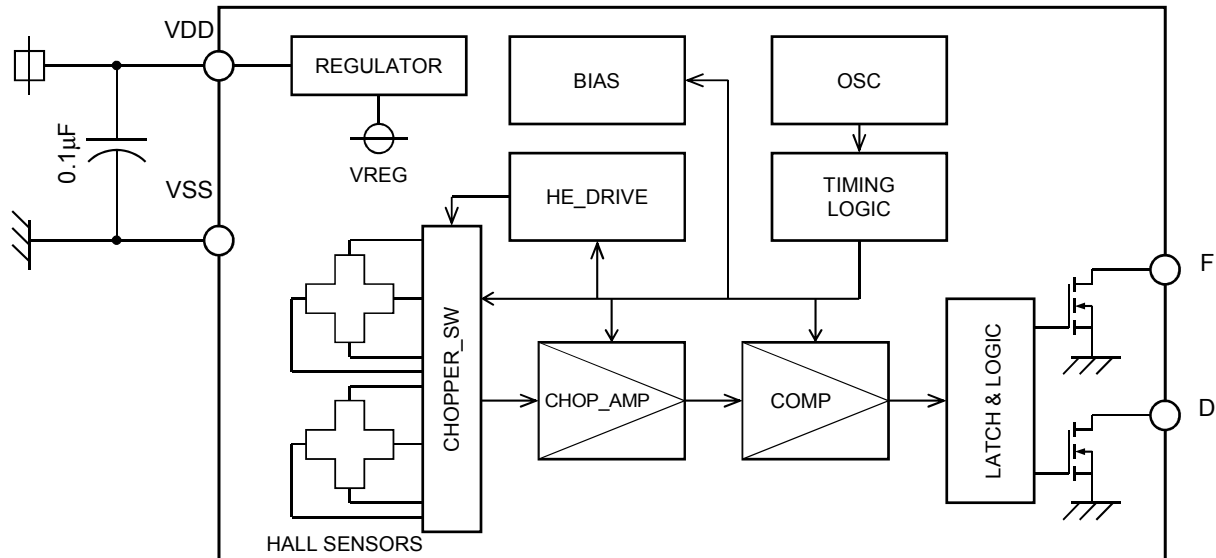 VDD
REGULATOR
BIAS
OSC
0.1µF
VREG
VSS
HE_DRIVE
TIMING
LOGIC
F
CHOPPER_SW
CHOP_AMP
COMP
LATCH & LOGIC
D
HALL SENSORS